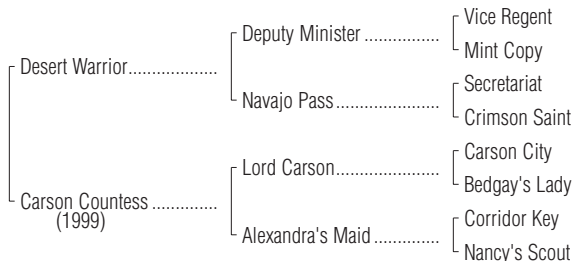 Vice Regent
Deputy Minister ................
Mint Copy
Desert Warrior...................
Secretariat
Navajo Pass ......................
Crimson Saint
Carson City
Lord Carson......................
Bedgay's Lady
Carson Countess ..............
(1999)
Corridor Key
Alexandra's Maid ..............
Nancy's Scout